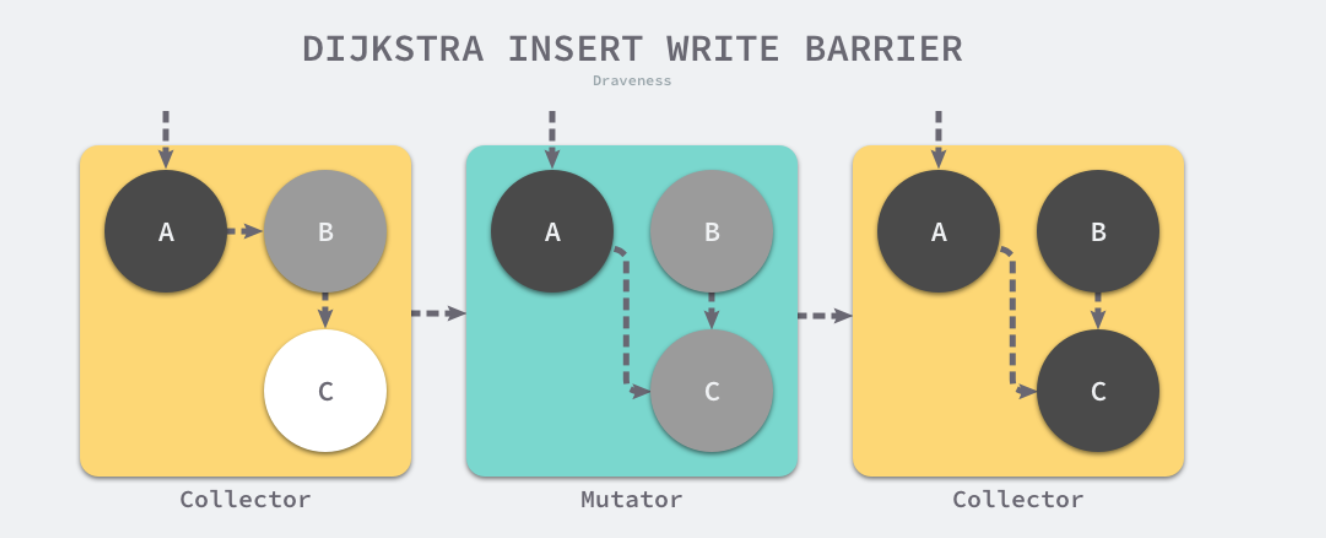 DIJKSTRA INSERT WRITE BARRIER
Draveness
A B
C
Collector
A B
C
Mutator
A B
C
Collector